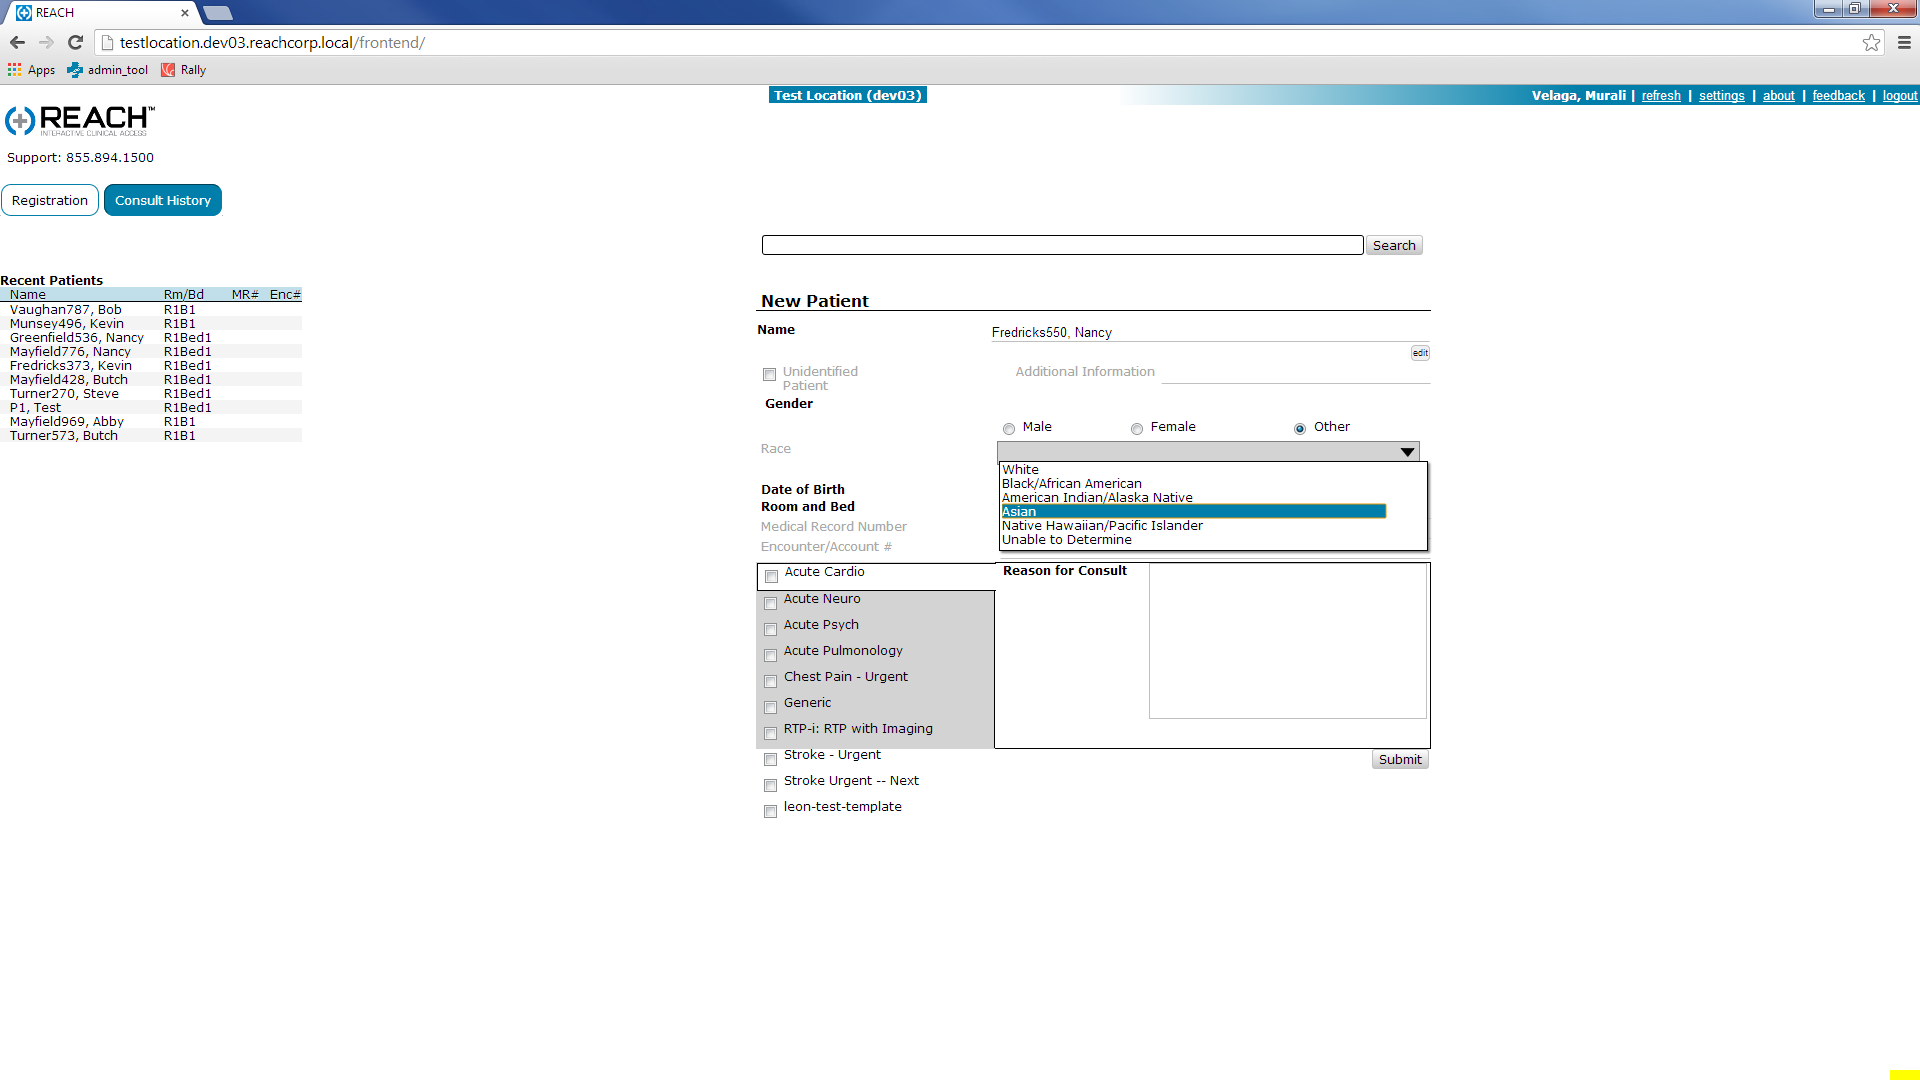 REACH
testlocation.dev03.reachcorp.local/frontend/
Apps admin_tool Rally
Test Location (dev03) Velaga, Murali | refresh | settings | about | feedback | logout
REACH™
INTERACTIVE CLINICAL ACCESS
Support: 855.894.1500
Registration Consult History
Search
Recent Patients
Name Rm/Bd MR# Enc#
Vaughan787, Bob R1B1
Munsey496, Kevin R1B1
Greenfield536, Nancy R1Bed1
Mayfield776, Nancy R1Bed1
Fredricks373, Kevin R1Bed1
Mayfield428, Butch R1Bed1
Turner270, Steve R1Bed1
P1, Test R1Bed1
Mayfield969, Abby R1B1
Turner573, Butch R1B1
New Patient
Name Fredricks550, Nancy
edit
Unidentified Patient Additional Information
Gender
Male Female Other
Race
White
Black/African American
American Indian/Alaska Native
Asian
Native Hawaiian/Pacific Islander
Unable to Determine
Date of Birth
Room and Bed
Medical Record Number
Encounter/Account #
Acute Cardio
Acute Neuro
Acute Psych
Acute Pulmonology
Chest Pain - Urgent
Generic
RTP-i: RTP with Imaging
Stroke - Urgent
Stroke Urgent -- Next
leon-test-template
Reason for Consult
Submit